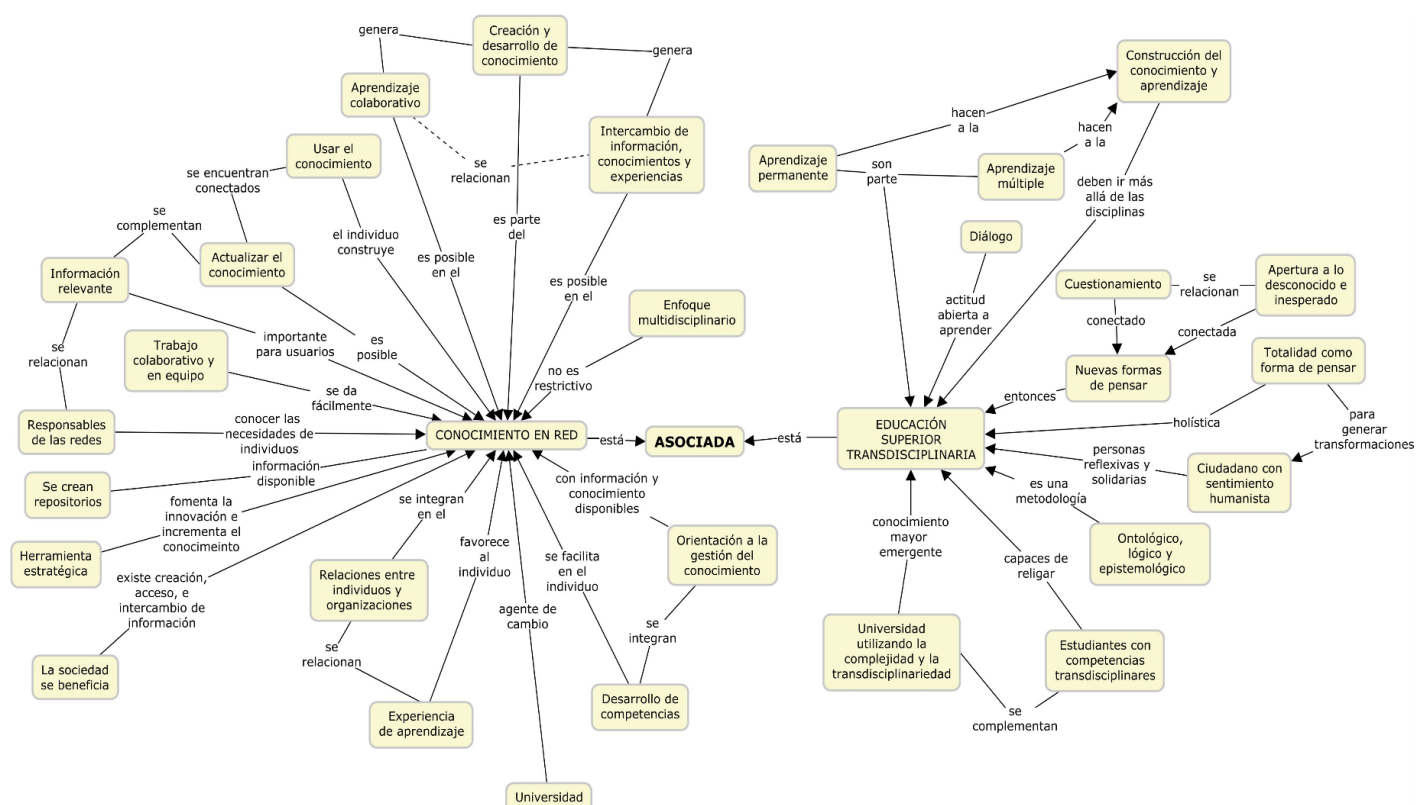 genera
Creación y
desarrollo de
conocimiento
genera
Aprendizaje
colaborativo
Intercambio de
información,
conocimientos y
experiencias
se
relacionan
Usar el
conocimiento
se encuentran
conectados
se
complementan
Actualizar el
conocimiento
Información
relevante
el individuo
construye
es posible
en el
es parte
del
es posible
en el
Enfoque
multidisciplinario
no es
restrictivo
importante
para usuarios
es
posible
se
relacionan
Trabajo
colaborativo y
en equipo
se da
fácilmente
Responsables
de las redes
conocer las
necesidades de
individuos
CONOCIMIENTO EN RED
está
ASOCIADA
está
información
disponible
Se crean
repositorios
fomenta la
innovación e
incrementa el
conocimeinto
Herramienta
estratégica
existe creación,
acceso, e
intercambio de
información
La sociedad
se beneficia
se integran
en el
Relaciones entre
individuos y
organizaciones
se
relacionan
favorece
al
individuo
Experiencia
de aprendizaje
agente de
cambio
Universidad
se facilita
en el
individuo
con información y
conocimiento
disponibles
Orientación a la
gestión del
conocimiento
se
integran
Desarrollo de
competencias
Construcción del
conocimiento y
aprendizaje
hacen
a la
hacen
a la
Aprendizaje
permanente
son
parte
Aprendizaje
múltiple
deben ir más
allá de las
disciplinas
Diálogo
actitud
abierta a
aprender
Cuestionamiento
se
relacionan
Apertura a lo
desconocido e
inesperado
conectado
conectada
Nuevas formas
de pensar
entonces
Totalidad como
forma de pensar
holística
para
generar
transformaciones
EDUCACIÓN
SUPERIOR
TRANSDISCIPLINARIA
personas
reflexivas y
solidarias
Ciudadano con
sentimiento
humanista
es una
metodología
Ontológico,
lógico y
epistemológico
conocimiento
mayor
emergente
capaces de
religar
Universidad
utilizando la
complejidad y la
transdisciplinariedad
Estudiantes con
competencias
transdisciplinares
se
complementan